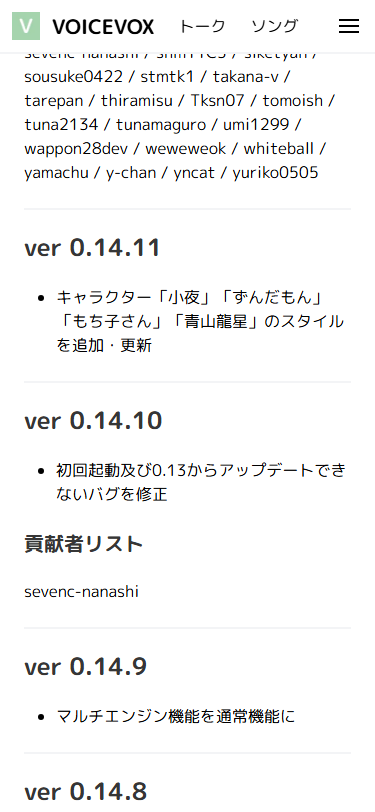 V VOICEVOX トーク ソング
sevenc-nanashi / shm11C3 / siketyan /
sousuke0422 / stmtk1 / takana-v /
tarepan / thiramisu / Tksn07 / tomoish /
tuna2134 / tunamaguro / umi1299 /
wappon28dev / weweweok / whiteball /
yamachu / y-chan / yncat / yuriko0505
ver 0.14.11
• キャラクター「小夜」「ずんだもん」
「もち子さん」「青山龍星」のスタイル
を追加・更新
ver 0.14.10
• 初回起動及び0.13からアップデートでき
ないバグを修正
貢献者リスト
sevenc-nanashi
ver 0.14.9
• マルチエンジン機能を通常機能に
ver 0.14.8